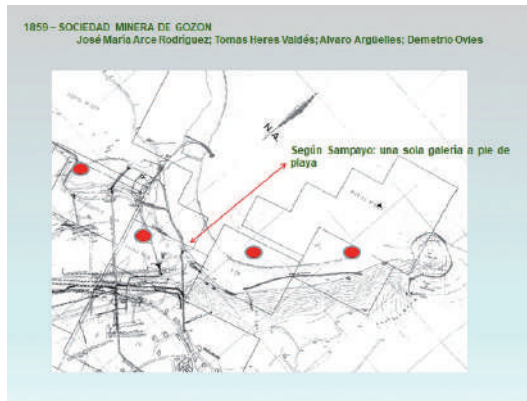 1859 – SOCIEDAD MINERA DE GOZON
José María Arce Rodríguez; Tomas Heres Valdés; Alvaro Argüelles; Demetrio Ovies
Según Sampayo: una sola galería a pie de
playa